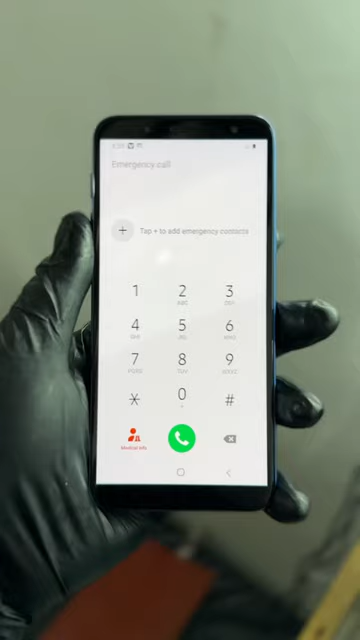 Emergency call
+ Tap + to add emergency contacts
1 2 3
ABC DEF
4 5 6
GHI JKL MNO
7 8 9
PQRS TUV WXYZ
* 0 #
+
Medical info